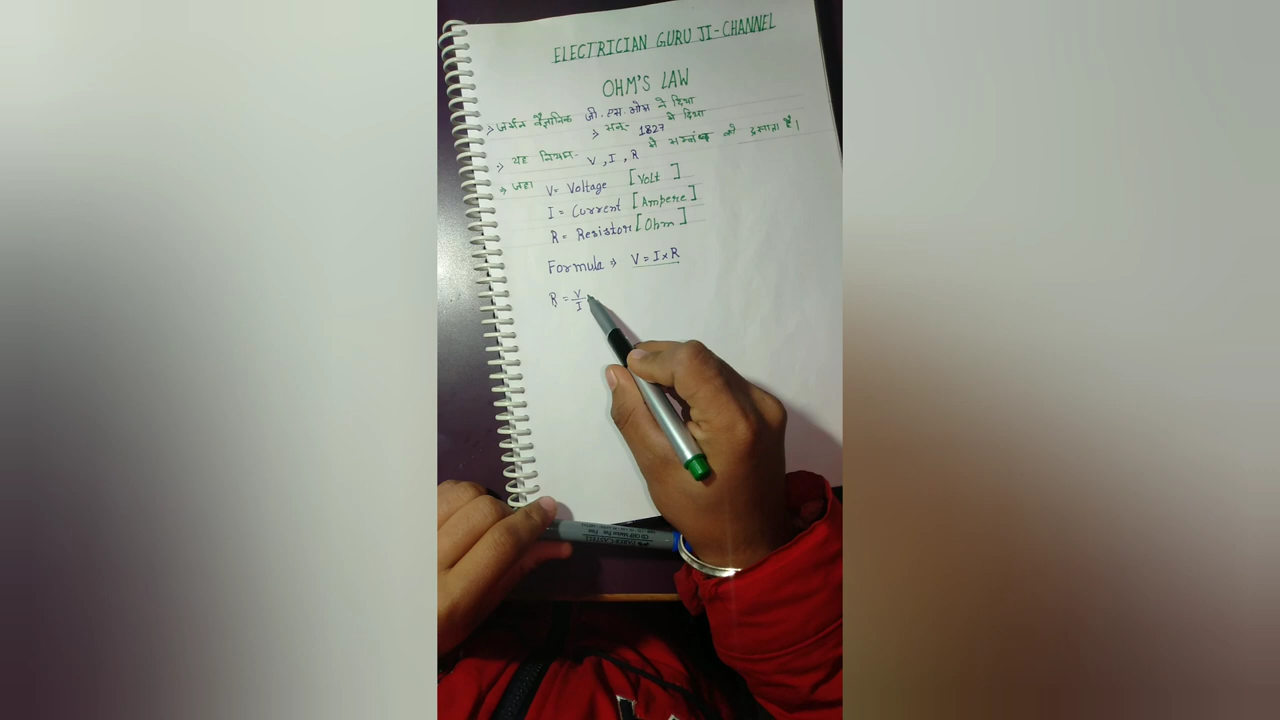 ELECTRICIAN GURU JI-CHANNEL
OHM'S LAW
→ जर्मन वैज्ञानिक जी. एस. ओम ने दिया
→ सन- 1827 मे दिया
→ यह नियम- V, I, R मे सम्बंध को दर्शाता है।
→ जहा V= Voltage [Volt]
I = Current [Ampere]
R = Resistor [Ohm]
Formula ⇒ V = I × R
R = V/I